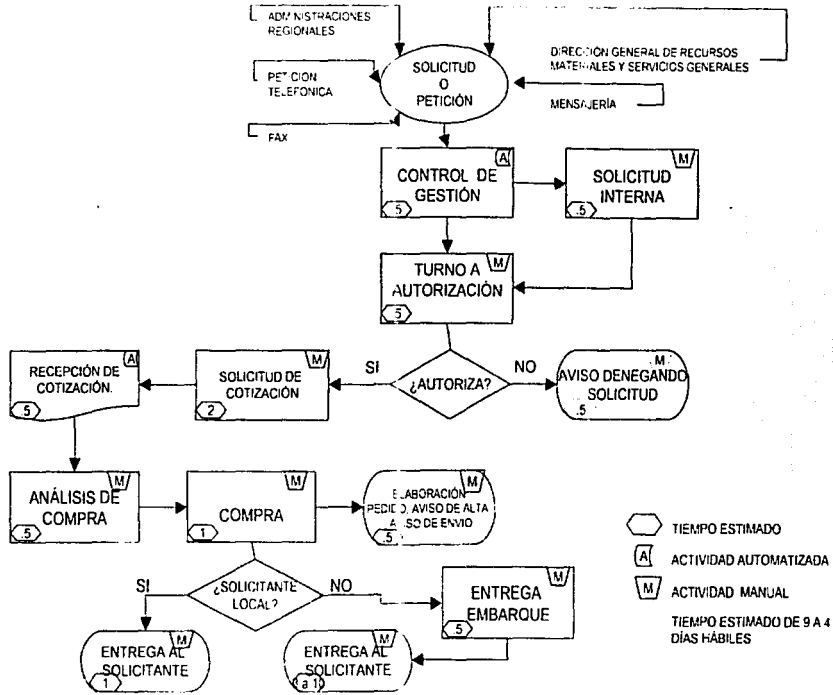 ADMINISTRACIONES
REGIONALES
PETICION
TELEFONICA
FAX
SOLICITUD
O
PETICIÓN
DIRECCIÓN GENERAL DE RECURSOS
MATERIALES Y SERVICIOS GENERALES
MENSAJERÍA
A
CONTROL DE
GESTIÓN
.5
M
SOLICITUD
INTERNA
.5
M
TURNO A
AUTORIZACIÓN
.5
¿AUTORIZA?
SI
NO
M
AVISO DENEGANDO
SOLICITUD
.5
M
SOLICITUD DE
COTIZACIÓN
2
A
RECEPCIÓN DE
COTIZACIÓN.
5
M
ANÁLISIS DE
COMPRA
.5
M
COMPRA
1
M
ELABORACIÓN
PEDIDO, AVISO DE ALTA
AVISO DE ENVIO
.5
¿SOLICITANTE
LOCAL?
SI
NO
M
ENTREGA
EMBARQUE
.5
M
ENTREGA AL
SOLICITANTE
1
M
ENTREGA AL
SOLICITANTE
a 1
TIEMPO ESTIMADO
A ACTIVIDAD AUTOMATIZADA
M ACTIVIDAD MANUAL
TIEMPO ESTIMADO DE 9 A 4
DÍAS HÁBILES